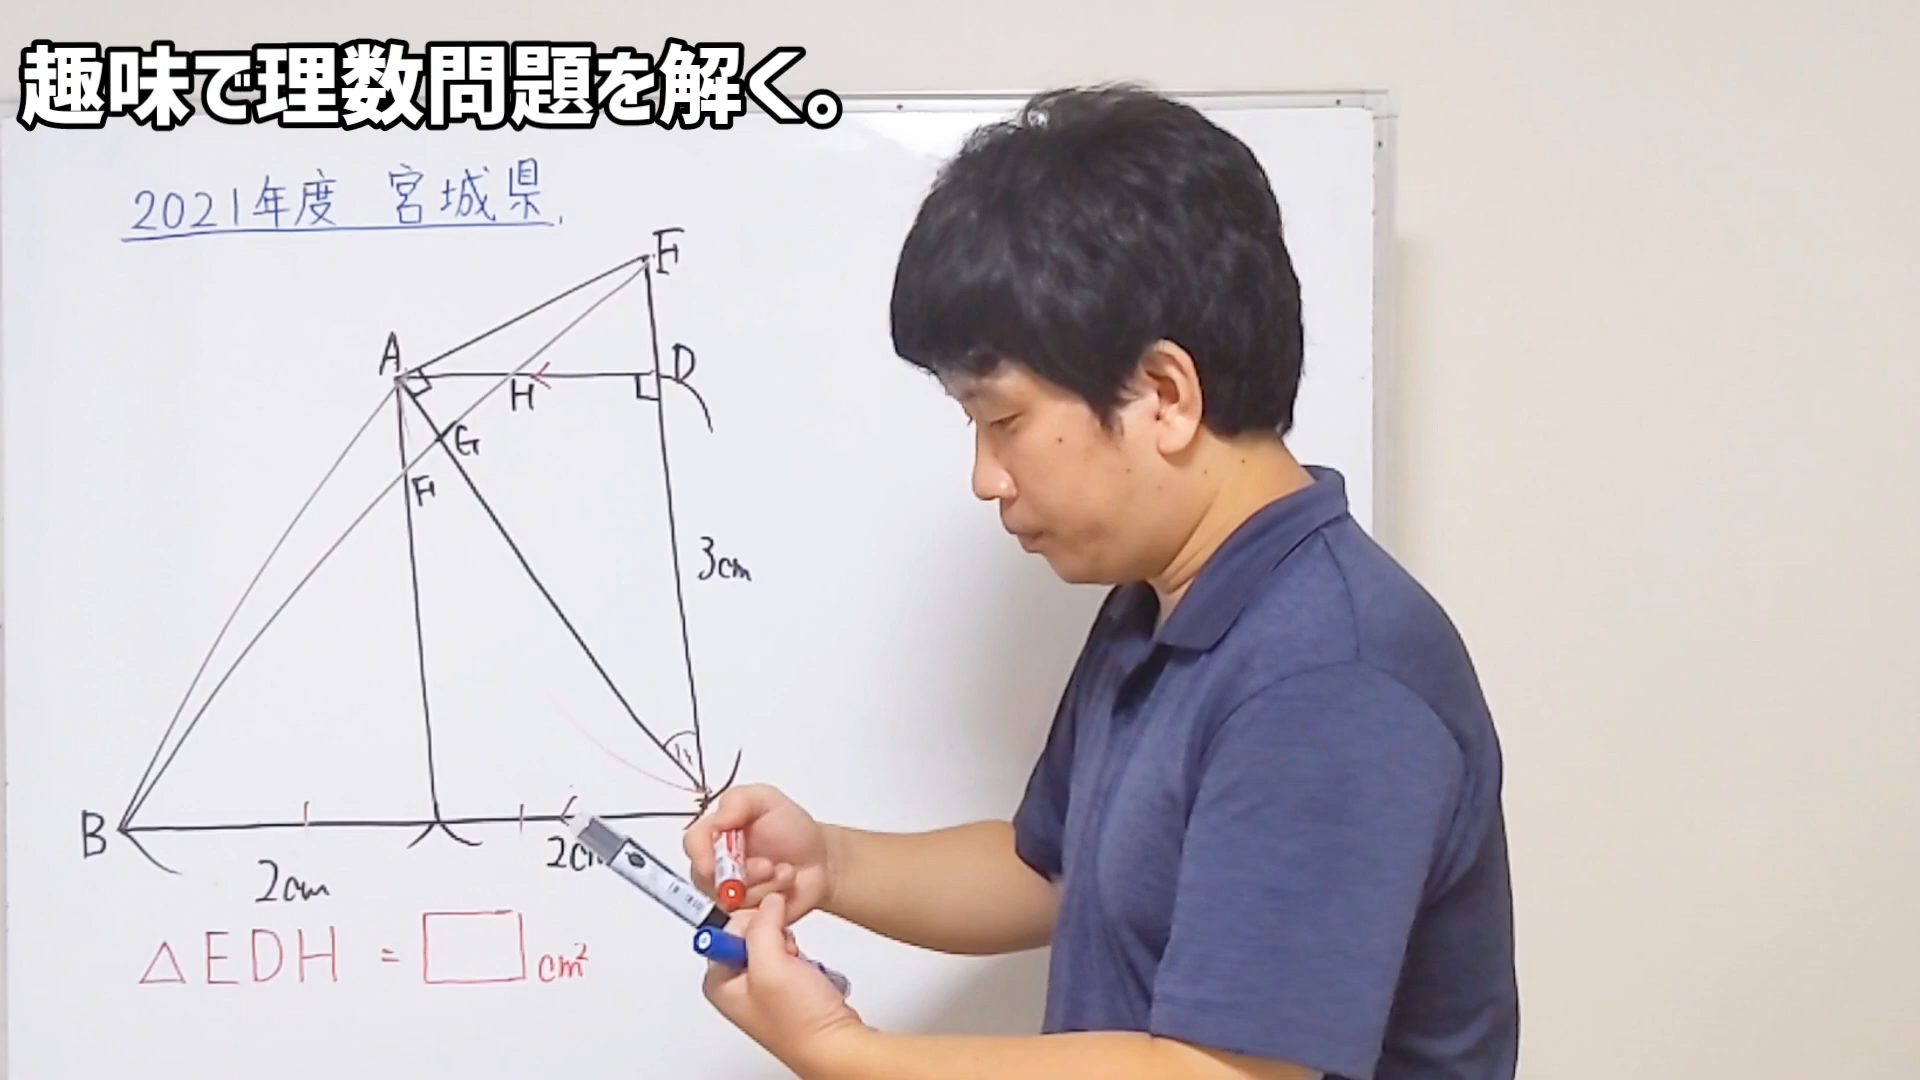 趣味で理数問題を解く。
2021年度 宮城県.
E
A
D
H
G
F
3cm
B
2cm
2cm
△EDH = □ cm²